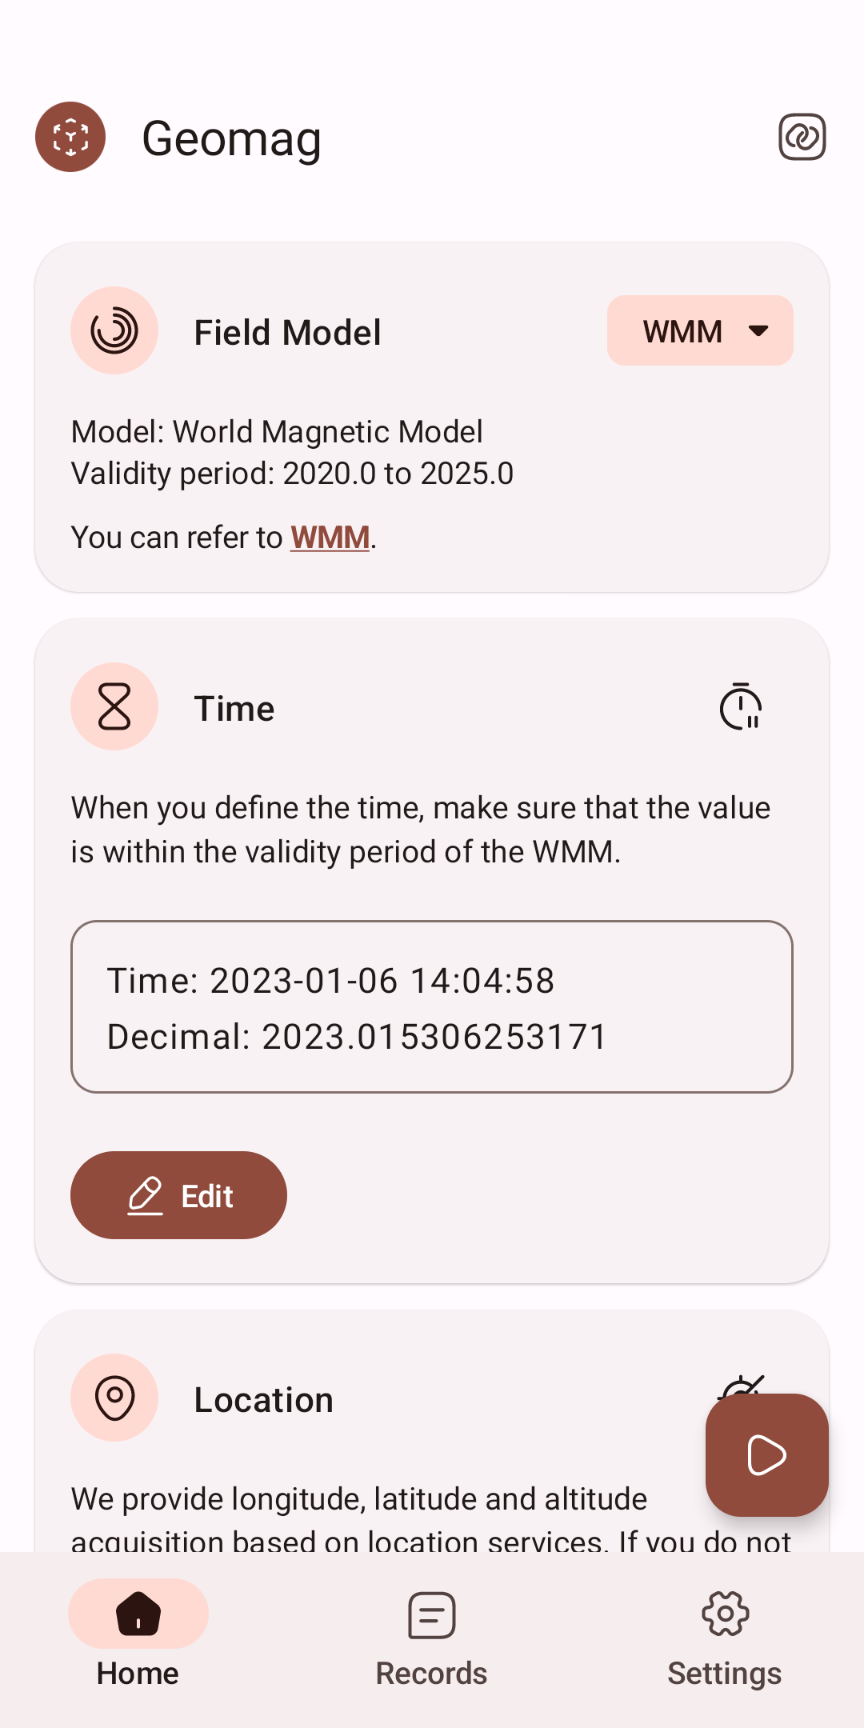 Geomag
Field Model
WMM
Model: World Magnetic Model
Validity period: 2020.0 to 2025.0
You can refer to WMM.
Time
When you define the time, make sure that the value
is within the validity period of the WMM.
Time: 2023-01-06 14:04:58
Decimal: 2023.015306253171
Edit
Location
We provide longitude, latitude and altitude
acquisition based on location services. If you do not
Home
Records
Settings